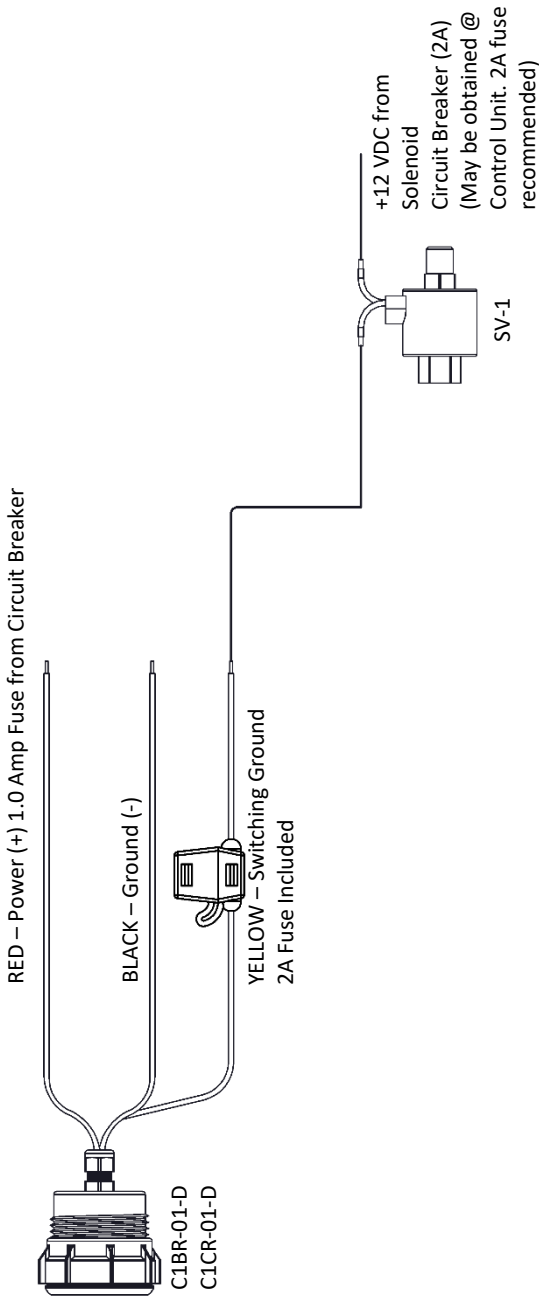 RED – Power (+) 1.0 Amp Fuse from Circuit Breaker
BLACK – Ground (-)
YELLOW – Switching Ground
2A Fuse Included
C1BR-01-D
C1CR-01-D
+12 VDC from
Solenoid
Circuit Breaker (2A)
(May be obtained @
Control Unit. 2A fuse
recommended)
SV-1